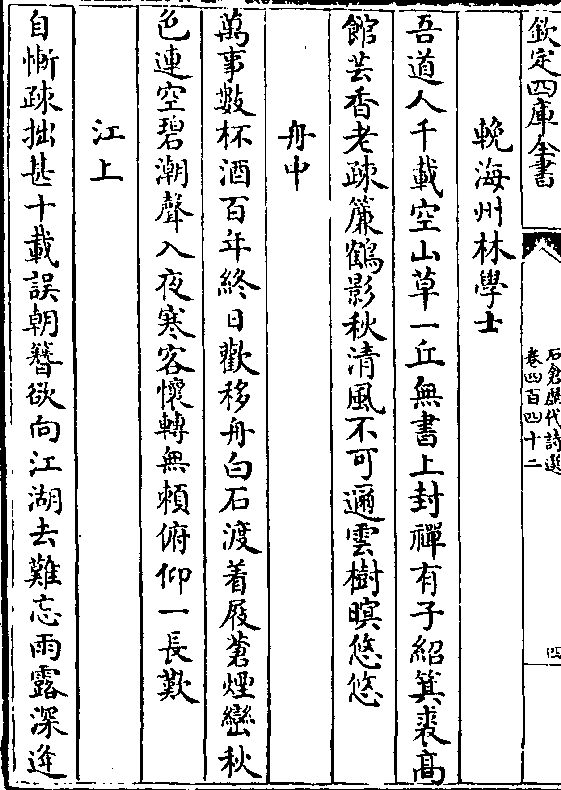 欽定四庫全書
石倉歷代詩選
卷四百四十二
四
輓海州林學士
吾道人千載空山草一丘無書上封禪有子紹箕裘高
館芸香老疎簾鶴影秋清風不可邇雲樹暝悠悠
舟中
萬事數杯酒百年終日歡移舟白石渡着屐蒼煙巒秋
色連空碧潮聲入夜寒客懷轉無頼俯仰一長歎
江上
自慚疎拙甚十載誤朝簪欲向江湖去難忘雨露深